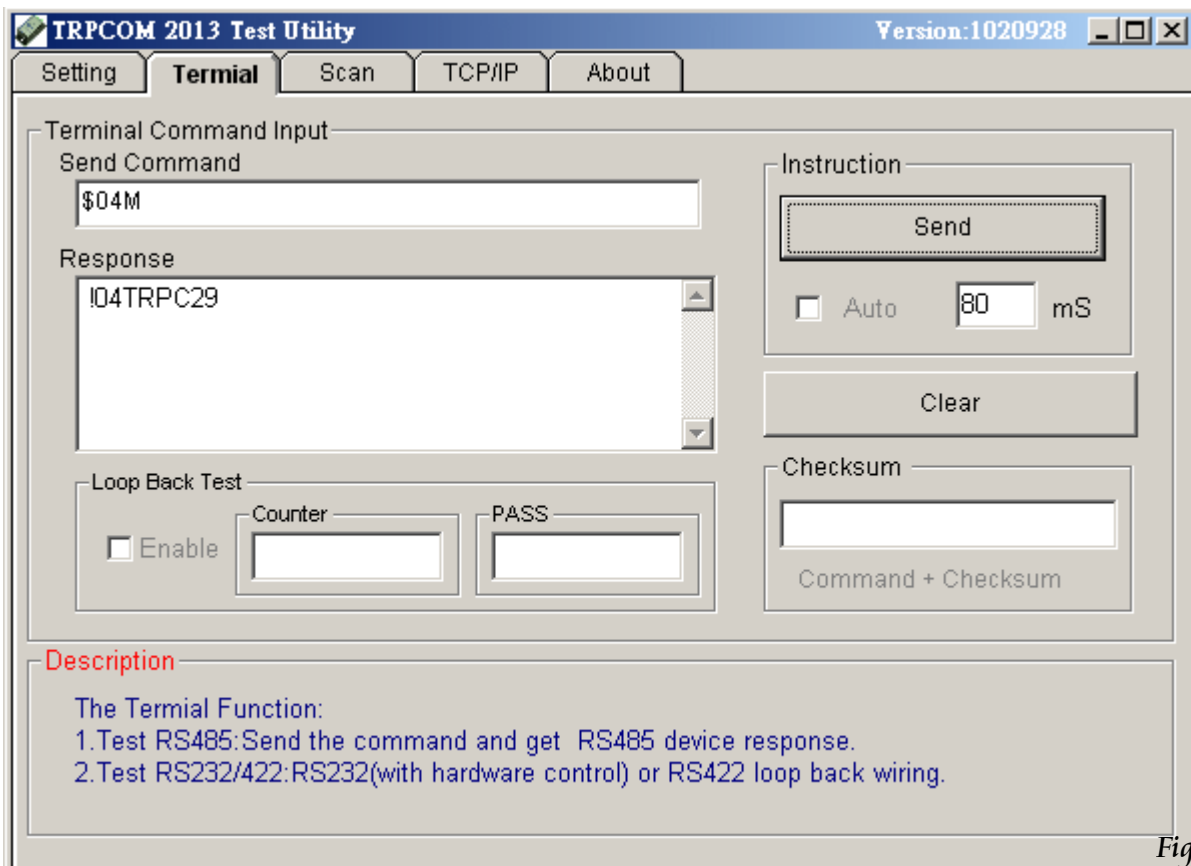 TRPCOM 2013 Test Utility Version:1020928
Setting Termial Scan TCP/IP About
Terminal Command Input
Send Command
$04M
Response
!04TRPC29
Loop Back Test
Enable
Counter
PASS
Instruction
Send
Auto 80 mS
Clear
Checksum
Command + Checksum
Description
The Termial Function:
1.Test RS485:Send the command and get RS485 device response.
2.Test RS232/422:RS232(with hardware control) or RS422 loop back wiring.
Fig